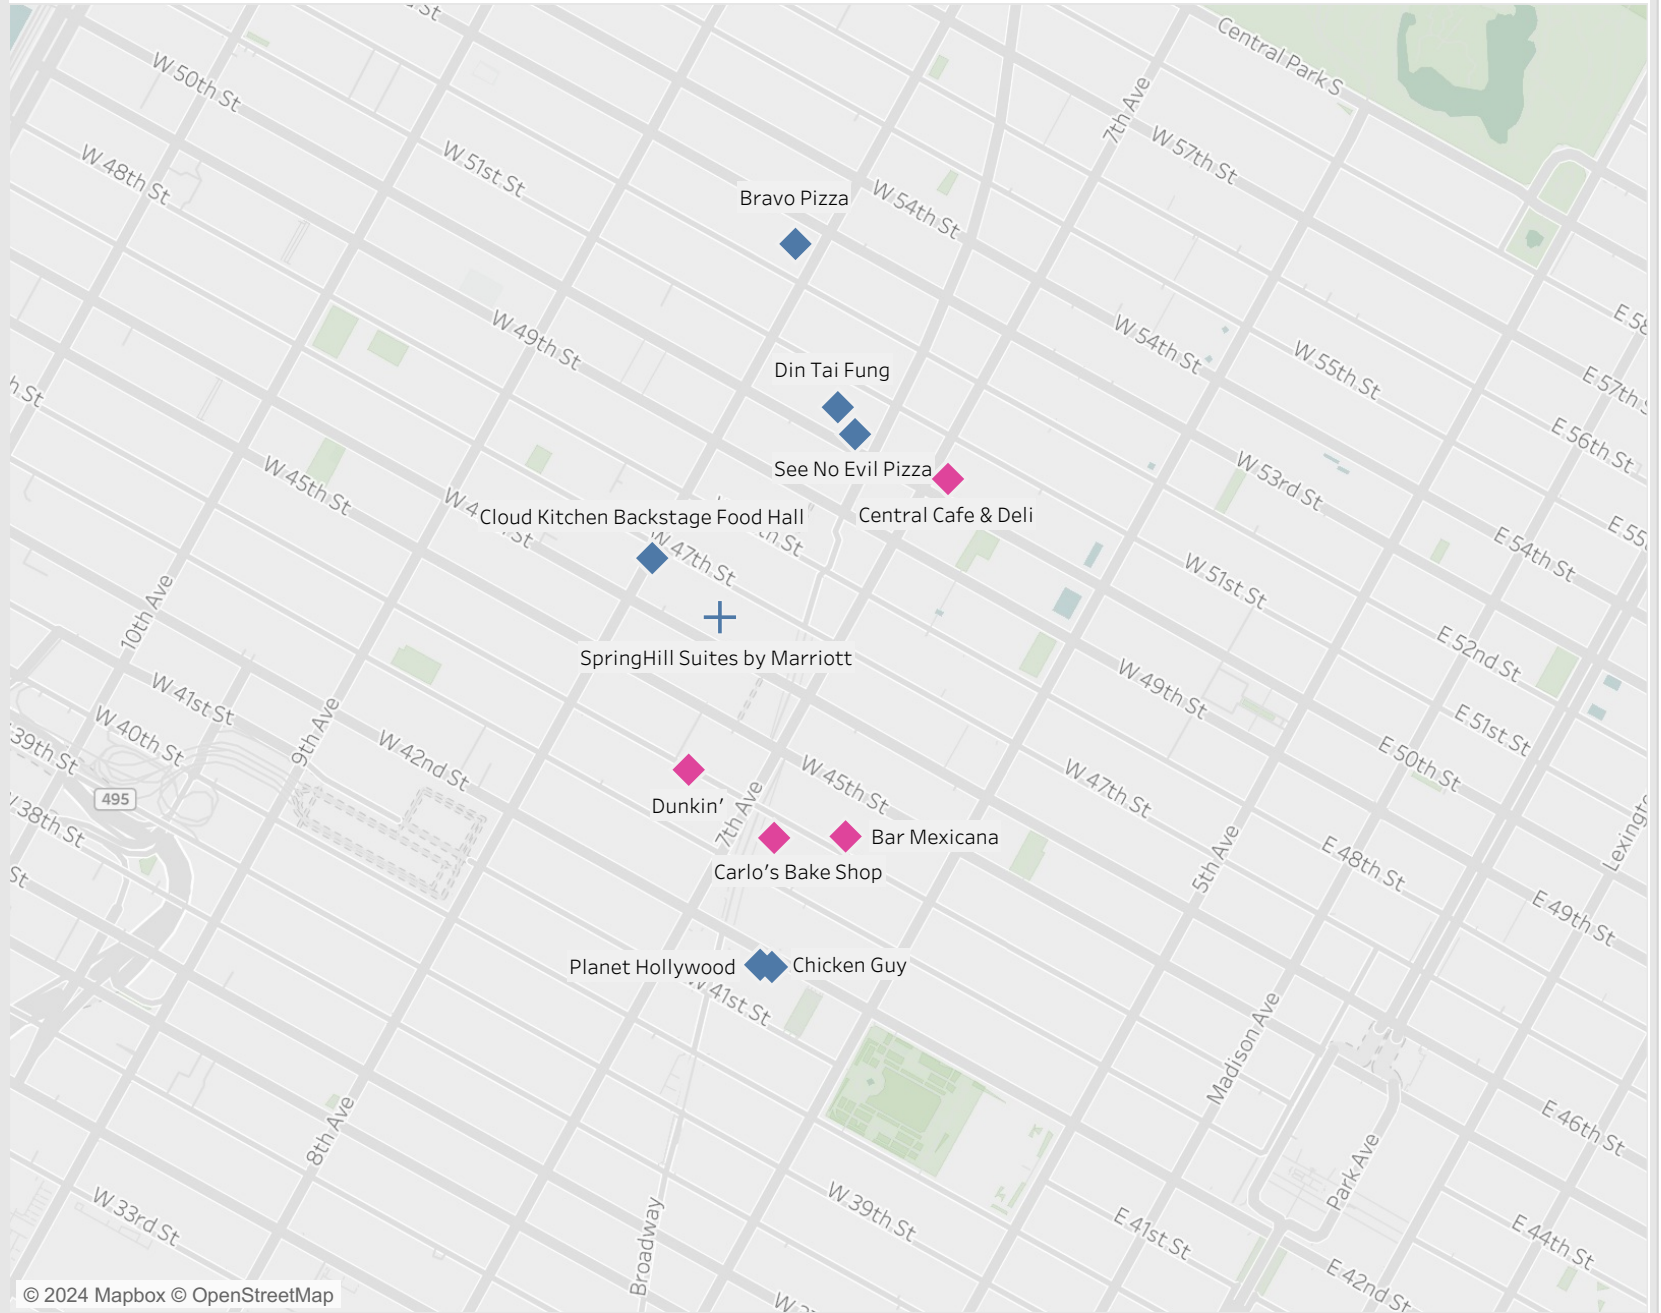 Central Park S
W 50th St
7th Ave
W 48th St
W 51st St
W 57th St
Bravo Pizza
W 54th St
W 49th St
W 54th St
W 55th St
Din Tai Fung
E 57th
See No Evil Pizza
E 56th St
W 45th St
W 53rd St
Cloud Kitchen Backstage Food Hall
Central Cafe & Deli
W 47th St
E 54th St
W 51st St
10th Ave
SpringHill Suites by Marriott
E 52nd St
W 49th St
W 41st St
9th Ave
W 40th St
39th St
E 51st St
W 42nd St
E 50th St
W 45th St
W 47th St
495
Dunkin’
7th Ave
W 38th St
Bar Mexicana
Carlo’s Bake Shop
5th Ave
E 48th St
E 49th St
Planet Hollywood
Chicken Guy
W 41st St
Madison Ave
8th Ave
E 46th St
Park Ave
W 33rd St
W 39th St
E 41st St
E 44th St
Broadway
E 42nd St
© 2024 Mapbox © OpenStreetMap